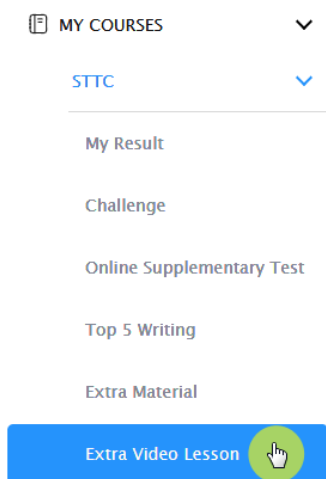 MY COURSES
STTC
My Result
Challenge
Online Supplementary Test
Top 5 Writing
Extra Material
Extra Video Lesson